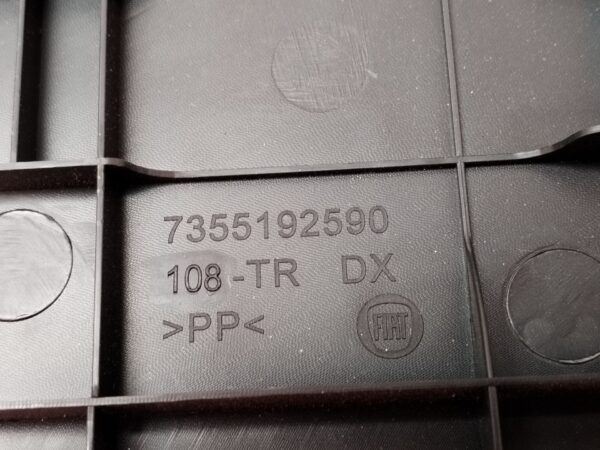 7355192590
108-TR DX
>PP<
FIAT